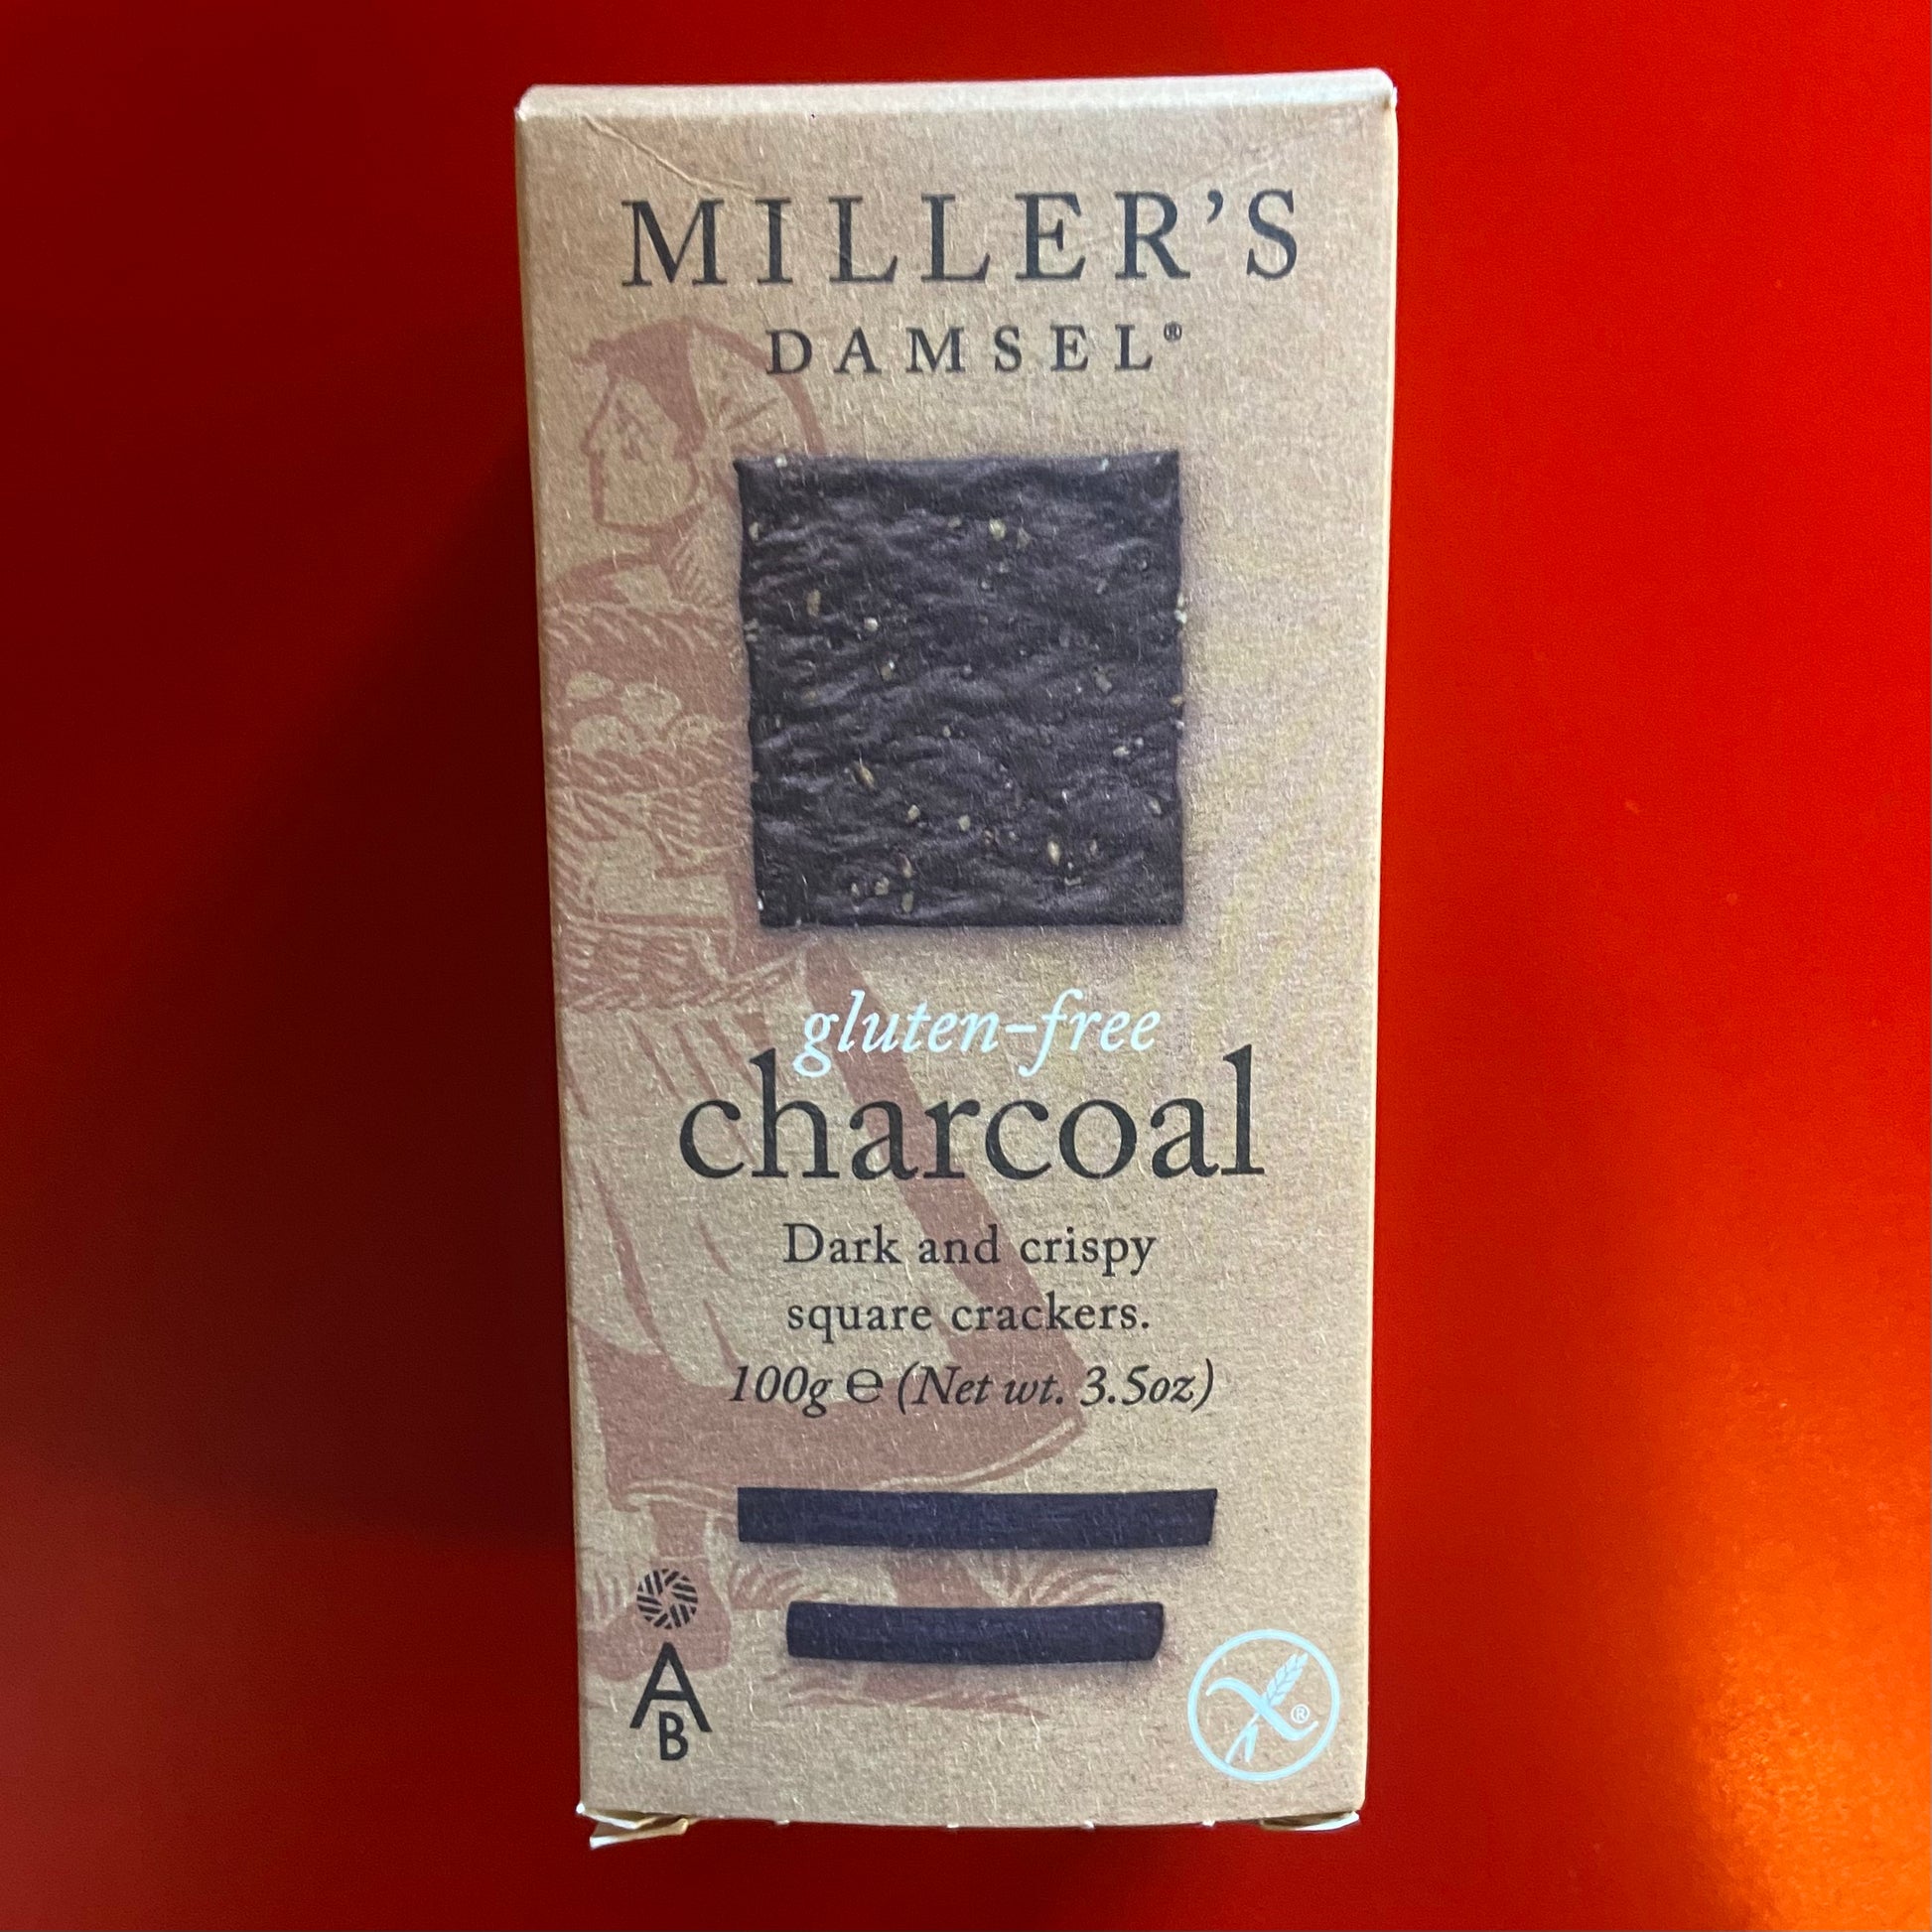 MILLER’S
DAMSEL®
gluten-free
charcoal
Dark and crispy
square crackers.
100g ℮ (Net wt. 3.5oz)
A
B
®